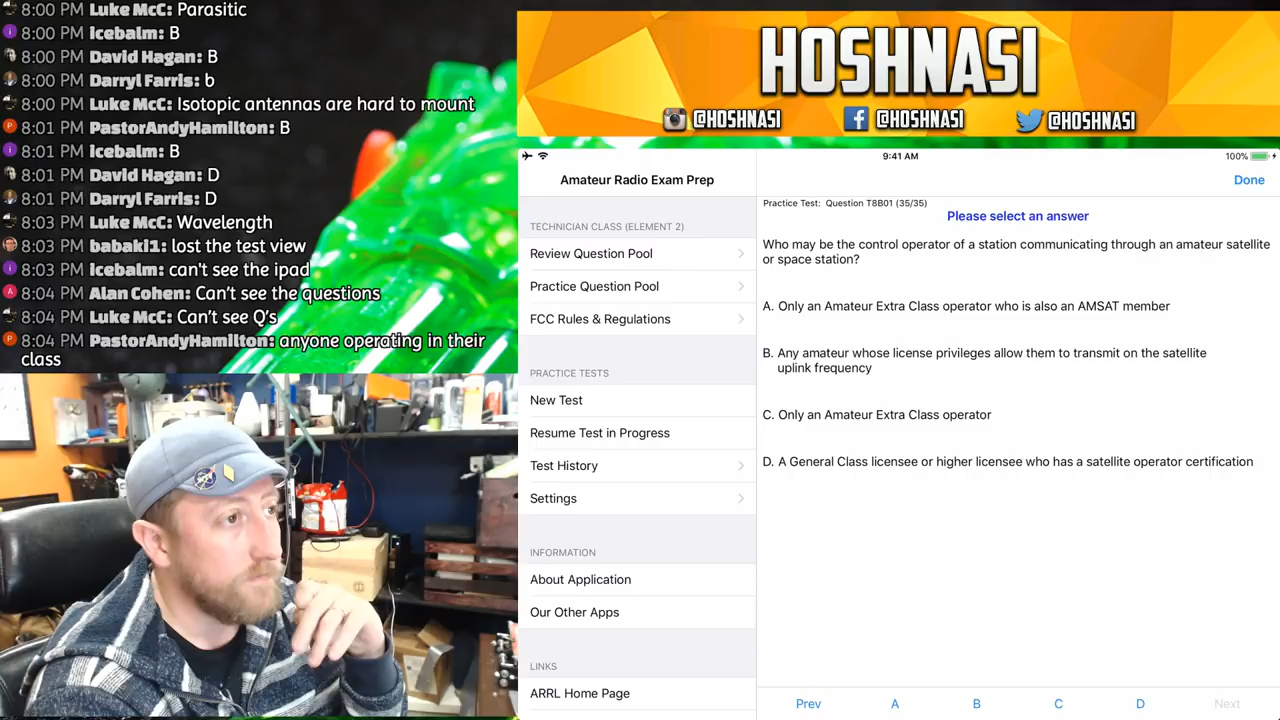 8:00 PM Luke McC: Parasitic
8:00 PM icebalm: B
8:00 PM David Hagan: B
8:00 PM Darryl Farris: b
8:00 PM Luke McC: Isotopic antennas are hard to mount
8:01 PM PastorAndyHamilton: B
8:01 PM icebalm: B
8:01 PM David Hagan: D
8:01 PM Darryl Farris: D
8:03 PM Luke McC: Wavelength
8:03 PM babak11: lost the test view
8:03 PM icebalm: can't see the ipad
8:04 PM Alan Cohen: Can't see the questions
8:04 PM Luke McC: Can't see Q's
8:04 PM PastorAndyHamilton: anyone operating in their
class
HOSHNASI
@HOSHNASI @HOSHNASI @HOSHNASI
9:41 AM 100%
Amateur Radio Exam Prep
TECHNICIAN CLASS (ELEMENT 2)
Review Question Pool
Practice Question Pool
FCC Rules & Regulations
PRACTICE TESTS
New Test
Resume Test in Progress
Test History
Settings
INFORMATION
About Application
Our Other Apps
LINKS
ARRL Home Page
Done
Practice Test: Question T8B01 (35/35)
Please select an answer
Who may be the control operator of a station communicating through an amateur satellite
or space station?
A. Only an Amateur Extra Class operator who is also an AMSAT member
B. Any amateur whose license privileges allow them to transmit on the satellite
uplink frequency
C. Only an Amateur Extra Class operator
D. A General Class licensee or higher licensee who has a satellite operator certification
Prev A B C D Next